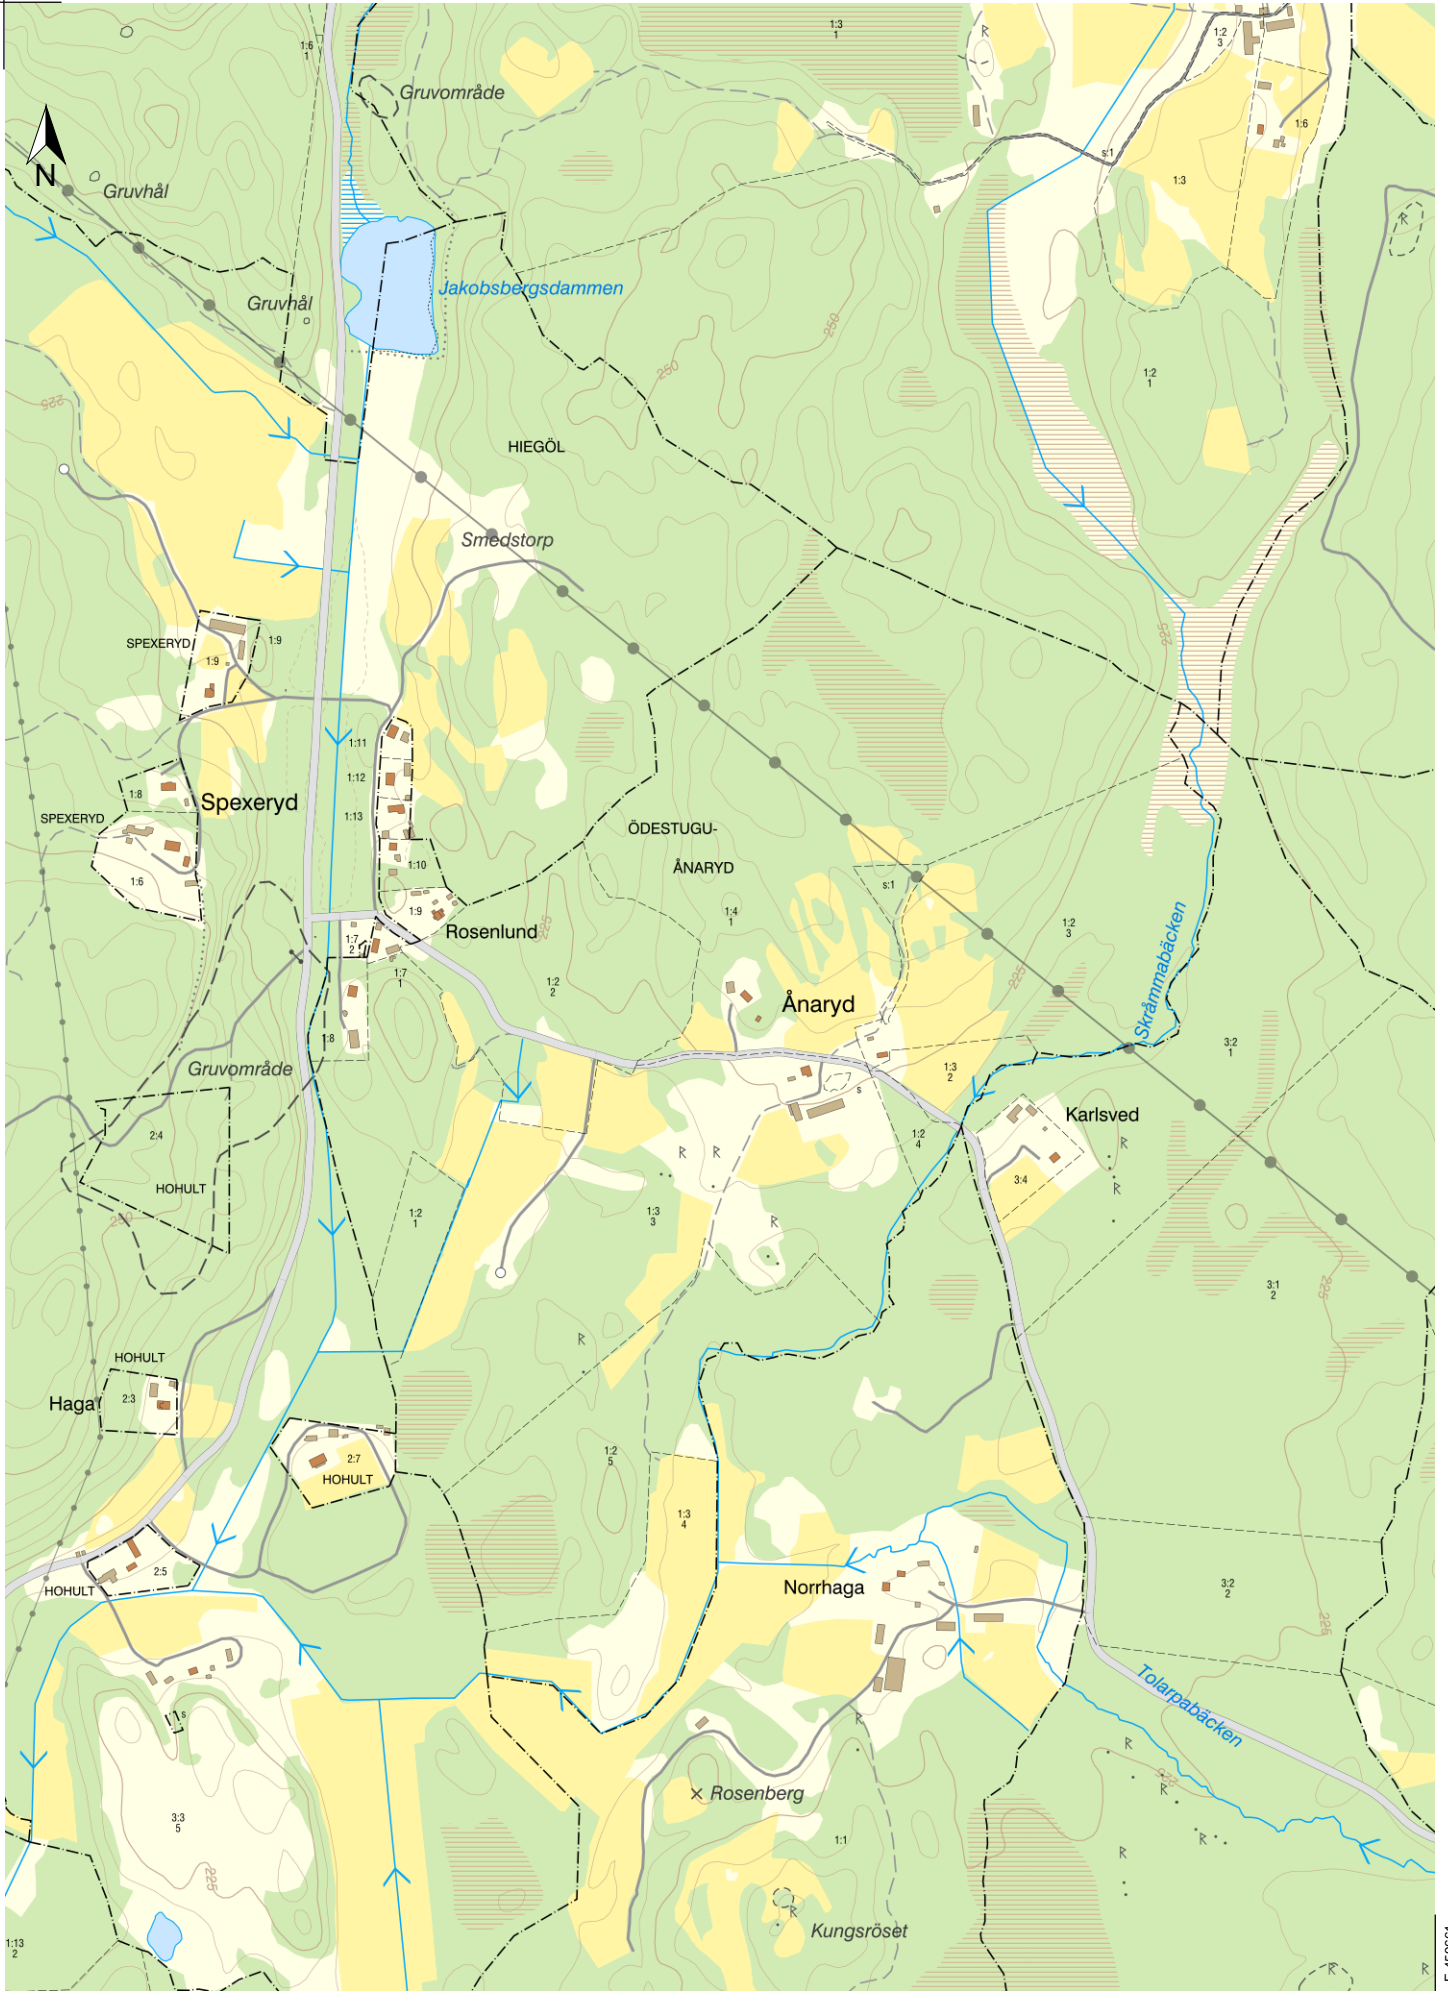 1:3
1
R
1:6
1
1:2
3
Gruvområde
1:6
N
Gruvhål
s:1
1:3
R
Gruvhål
Jakobsbergsdammen
250
250
1:2
1
225
HIEGÖL
Smedstorp
SPEXERYD
1:9
1:9
225
1:11
1:12
1:8
Spexeryd
1:13
SPEXERYD
ÖDESTUGU-
ÅNARYD
1:10
1:6
s:1
1:9
1:4
1
Rosenlund
225
1:2
3
1:7
2
1:7
1
1:2
2
225
Skråmmabäcken
Ånaryd
1:8
Gruvområde
3:2
1
1:3
2
s
Karlsved
2:4
1:2
4
R
R
R
HOHULT
3:4
R
1:2
1
1:3
3
R
250
3:1
2
225
R
HOHULT
Haga
2:3
1:2
5
2:7
HOHULT
1:3
4
2:5
HOHULT
Norrhaga
3:2
2
225
Tolarpabäcken
s
R
R
225
R
Rosenberg
3:3
5
1:1
R
R
225
R
Kungsröset
1:13
2
R
R